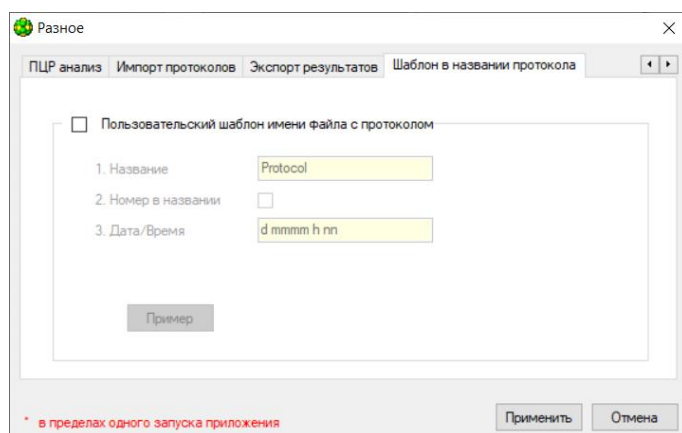 Разное
ПЦР анализ Импорт протоколов Экспорт результатов Шаблон в названии протокола
Пользовательский шаблон имени файла с протоколом
1. Название Protocol
2. Номер в названии
3. Дата/Время d mmmm h nn
Пример
* в пределах одного запуска приложения
Применить Отмена